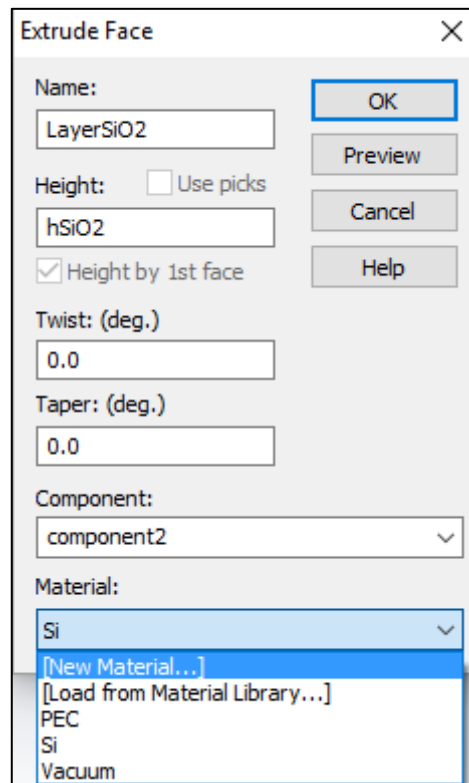 Extrude Face
Name:
OK
LayerSiO2
Preview
Height:
Use picks
Cancel
hSiO2
Height by 1st face
Help
Twist: (deg.)
0.0
Taper: (deg.)
0.0
Component:
component2
Material:
Si
[New Material...]
[Load from Material Library...]
PEC
Si
Vacuum